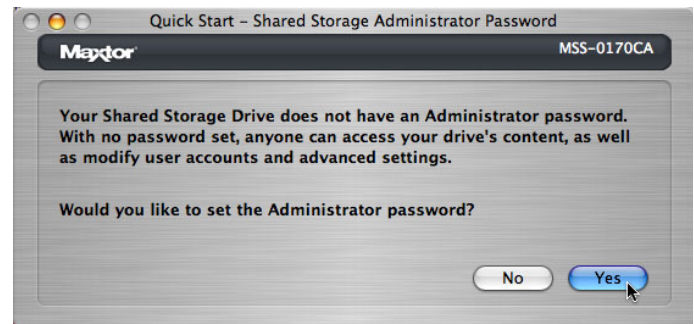 Quick Start – Shared Storage Administrator Password
Maxtor
MSS-0170CA
Your Shared Storage Drive does not have an Administrator password.
With no password set, anyone can access your drive's content, as well
as modify user accounts and advanced settings.
Would you like to set the Administrator password?
No
Yes